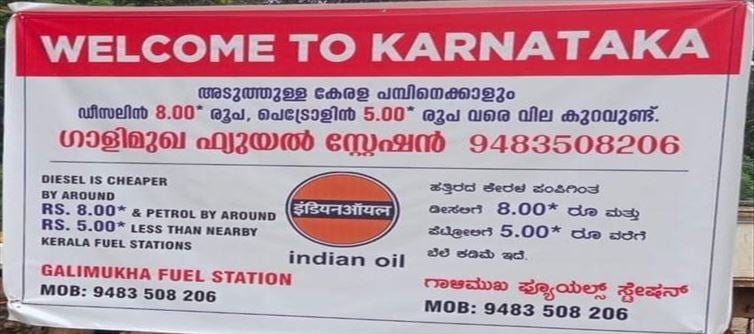 WELCOME TO KARNATAKA
അടുത്തുള്ള കേരള പമ്പിനെക്കാളും
ഡീസലിൻ 8.00* രൂപ, പെട്രോളിൻ 5.00* രൂപ വരെ വില കുറവുണ്ട്.
ഗാളിമുഖ ഫ്യുയൽ സ്റ്റേഷൻ 9483508206
DIESEL IS CHEAPER
BY AROUND
RS. 8.00* & PETROL BY AROUND
RS. 5.00* LESS THAN NEARBY
KERALA FUEL STATIONS
GALIMUKHA FUEL STATION
MOB: 9483 508 206
इंडियनऑयल
indian oil
ಹತ್ತಿರದ ಕೇರಳ ಪಂಪಿಗಿಂತ
ಡೀಸಲಿಗೆ 8.00* ರೂ ಮತ್ತು
ಪೆಟ್ರೋಲಿಗೆ 5.00* ರೂ ವರೆಗೆ
ಬೆಲೆ ಕಡಿಮೆ ಇದೆ.
ಗಾಳಿಮುಖ ಫ್ಯೂಯೆಲ್ಸ್ ಸ್ಟೇಷನ್
MOB: 9483 508 206